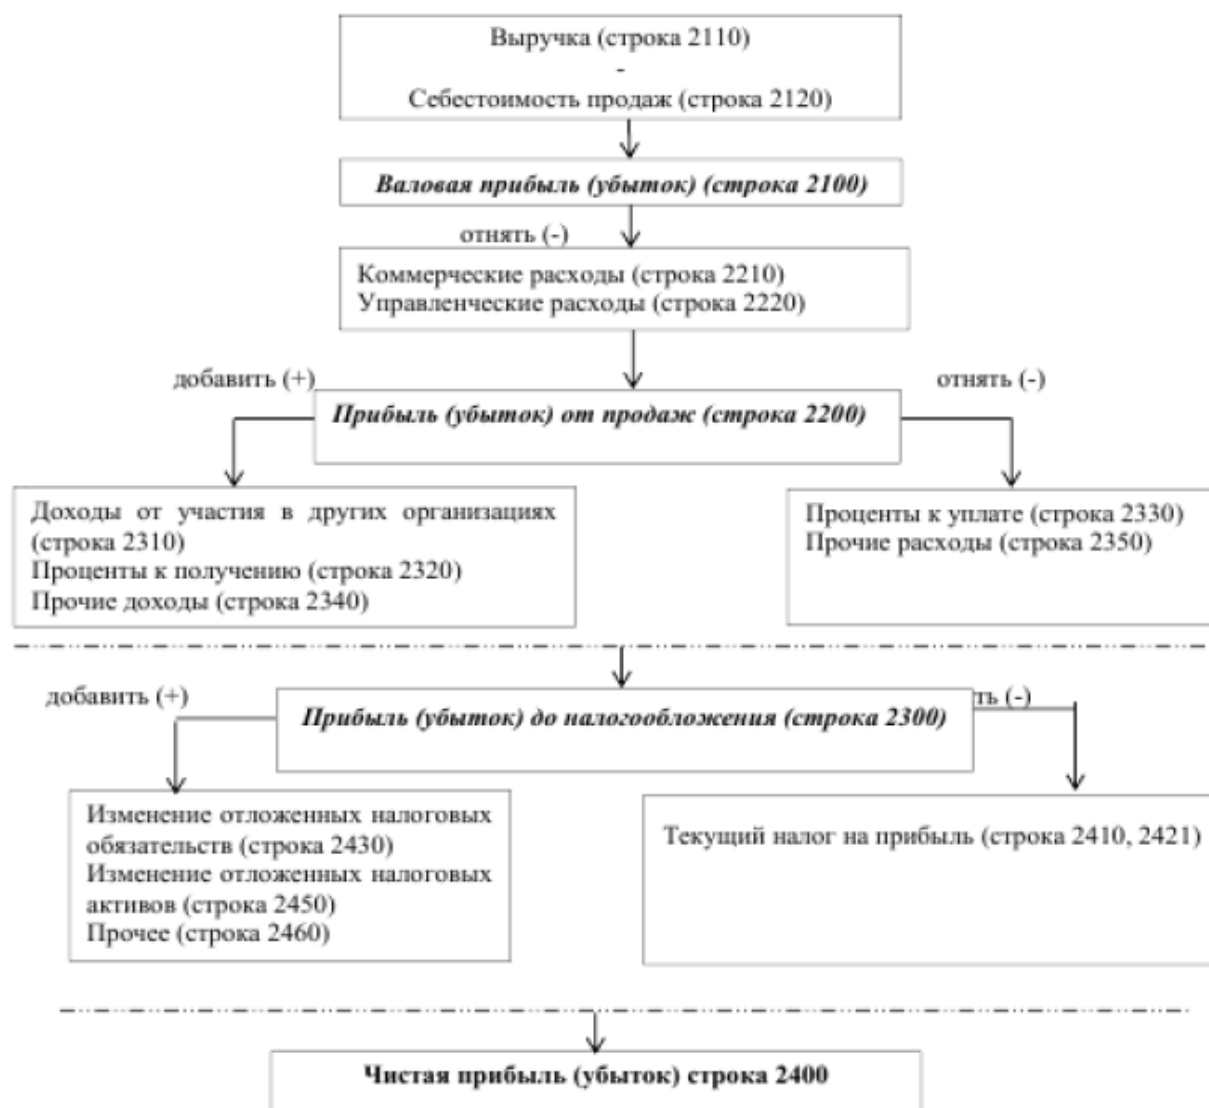 Выручка (строка 2110)
-
Себестоимость продаж (строка 2120)
Валовая прибыль (убыток) (строка 2100)
отнять (-)
Коммерческие расходы (строка 2210)
Управленческие расходы (строка 2220)
добавить (+)
отнять (-)
Прибыль (убыток) от продаж (строка 2200)
Доходы от участия в других организациях
(строка 2310)
Проценты к получению (строка 2320)
Прочие доходы (строка 2340)
Проценты к уплате (строка 2330)
Прочие расходы (строка 2350)
добавить (+)
ть (-)
Прибыль (убыток) до налогообложения (строка 2300)
Изменение отложенных налоговых
обязательств (строка 2430)
Изменение отложенных налоговых
активов (строка 2450)
Прочее (строка 2460)
Текущий налог на прибыль (строка 2410, 2421)
Чистая прибыль (убыток) строка 2400